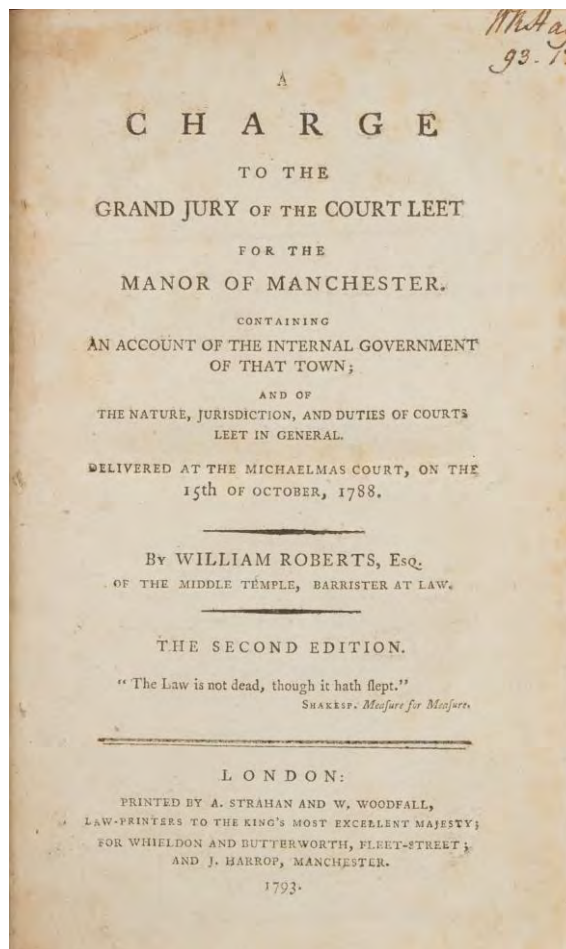 93.
A
CHARGE
TO THE
GRAND JURY OF THE COURT LEET
FOR THE
MANOR OF MANCHESTER.
CONTAINING
AN ACCOUNT OF THE INTERNAL GOVERNMENT
OF THAT TOWN;
AND OF
THE NATURE, JURISDICTION, AND DUTIES OF COURTS
LEET IN GENERAL.
DELIVERED AT THE MICHAELMAS COURT, ON THE
15th OF OCTOBER, 1788.
By WILLIAM ROBERTS, Esq.
OF THE MIDDLE TEMPLE, BARRISTER AT LAW.
THE SECOND EDITION.
“ The Law is not dead, though it hath ſlept.”
SHAKESP. Meaſure for Meaſure.
LONDON:
PRINTED BY A. STRAHAN AND W. WOODFALL,
LAW-PRINTERS TO THE KING'S MOST EXCELLENT MAJESTY;
FOR WHIELDON AND BUTTERWORTH, FLEET-STREET;
AND J. HARROP, MANCHESTER.
1793.